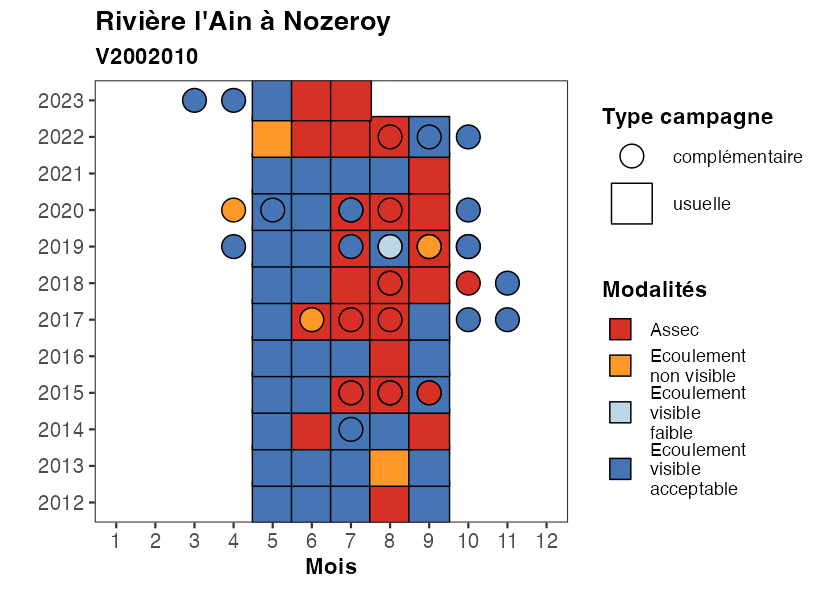 Rivière l'Ain à Nozeroy
V2002010
2023
2022
2021
2020
2019
2018
2017
2016
2015
2014
2013
2012
1 2 3 4 5 6 7 8 9 10 11 12
Mois
Type campagne
complémentaire
usuelle
Modalités
Assec
Ecoulement
non visible
Ecoulement
visible
faible
Ecoulement
visible
acceptable